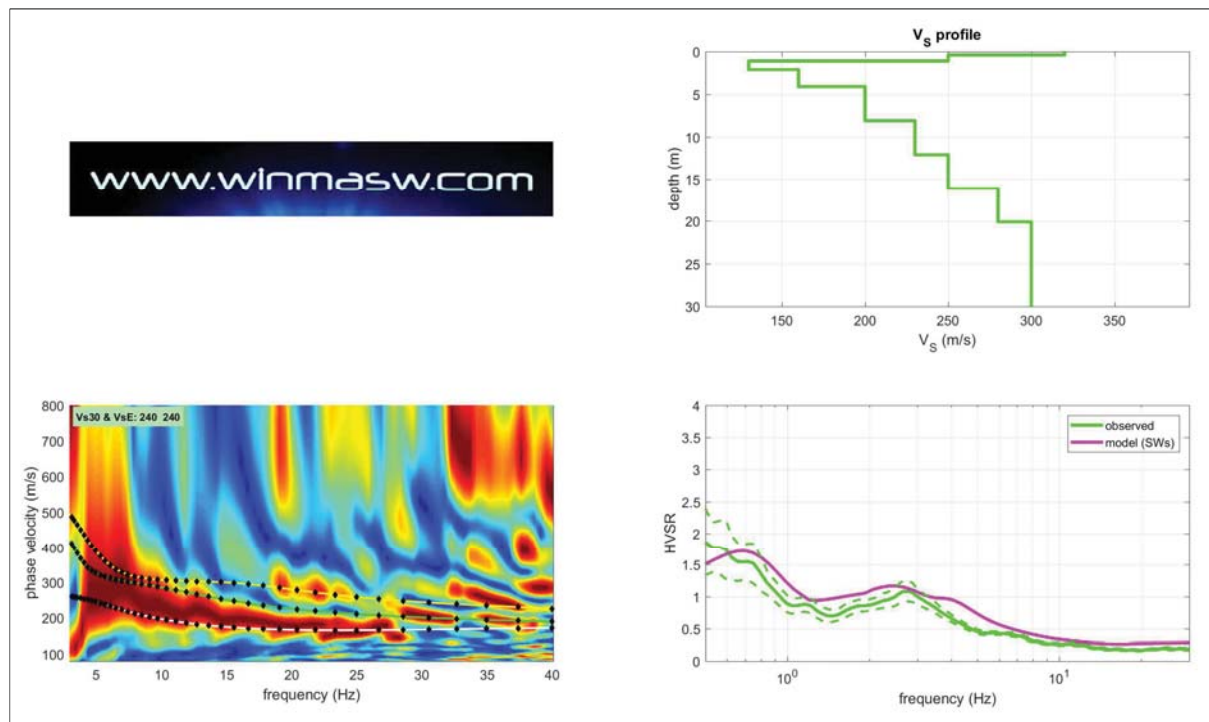 www.winmasw.com
V_S profile
0
5
10
15
20
25
30
depth (m)
150 200 250 300 350
V_S (m/s)
Vs30 & VsE: 240 240
800
700
600
500
400
300
200
100
phase velocity (m/s)
5 10 15 20 25 30 35 40
frequency (Hz)
4
3.5
3
2.5
2
1.5
1
0.5
0
HVSR
observed
model (SWs)
10^0 10^1
frequency (Hz)